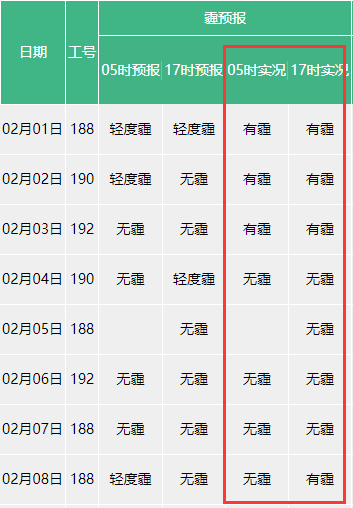 霾预报
日期 工号 05时预报 17时预报 05时实况 17时实况
02月01日 188 轻度霾 轻度霾 有霾 有霾
02月02日 190 轻度霾 无霾 有霾 有霾
02月03日 192 无霾 无霾 有霾 有霾
02月04日 190 无霾 轻度霾 无霾 无霾
02月05日 188 无霾 无霾
02月06日 192 无霾 无霾 无霾 无霾
02月07日 188 无霾 无霾 无霾 无霾
02月08日 188 轻度霾 无霾 无霾 有霾